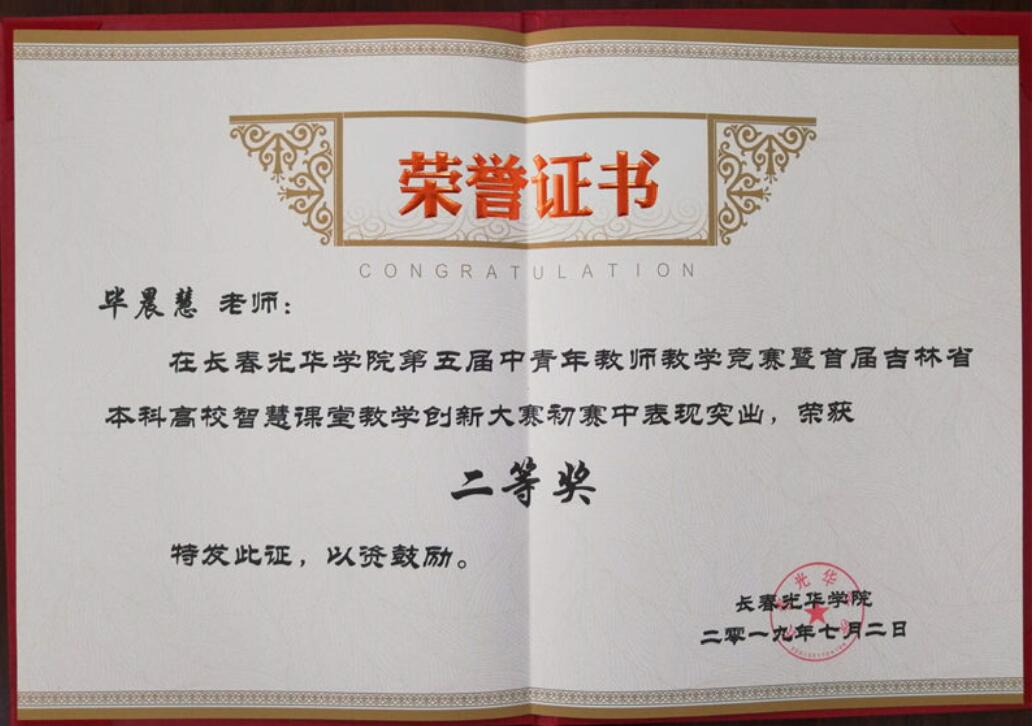 荣誉证书
CONGRATULATION
毕晨慧 老师：
在长春光华学院第五届中青年教师教学竞赛暨首届吉林省
本科高校智慧课堂教学创新大赛初赛中表现突出，荣获
二等奖
特发此证，以资鼓励。
长春光华学院
二零一九年七月二日